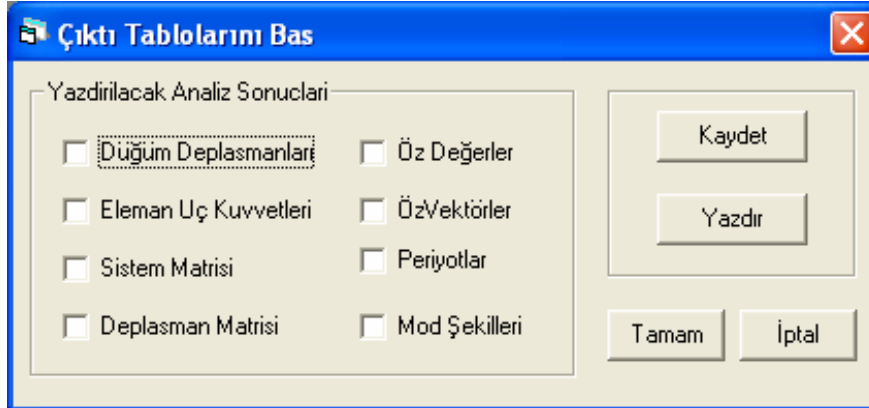 Çıktı Tablolarını Bas
Yazdirilacak Analiz Sonuclari
Düğüm Deplasmanları
Eleman Uç Kuvvetleri
Sistem Matrisi
Deplasman Matrisi
Öz Değerler
ÖzVektörler
Periyotlar
Mod Şekilleri
Kaydet
Yazdır
Tamam
İptal